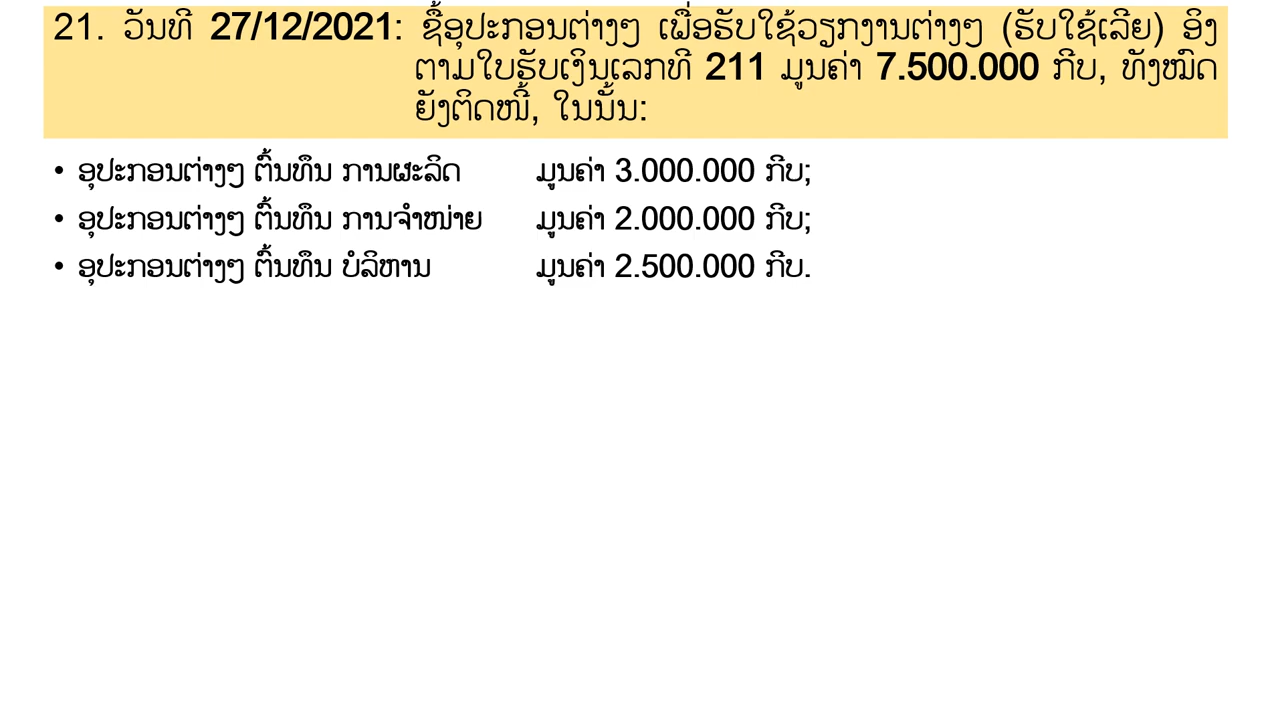 21. ວັນທີ 27/12/2021: ຊື້ອຸປະກອນຕ່າງໆ ເພື່ອຮັບໃຊ້ວຽກງານຕ່າງໆ (ຮັບໃຊ້ເລີຍ) ອິງ
ຕາມໃບຮັບເງິນເລກທີ 211 ມູນຄ່າ 7.500.000 ກີບ, ທັງໝົດ
ຍັງຕິດໜີ້, ໃນນັ້ນ:
• ອຸປະກອນຕ່າງໆ ຕົ້ນທຶນ ການຜະລິດ ມູນຄ່າ 3.000.000 ກີບ;
• ອຸປະກອນຕ່າງໆ ຕົ້ນທຶນ ການຈຳໜ່າຍ ມູນຄ່າ 2.000.000 ກີບ;
• ອຸປະກອນຕ່າງໆ ຕົ້ນທຶນ ບໍລິຫານ ມູນຄ່າ 2.500.000 ກີບ.